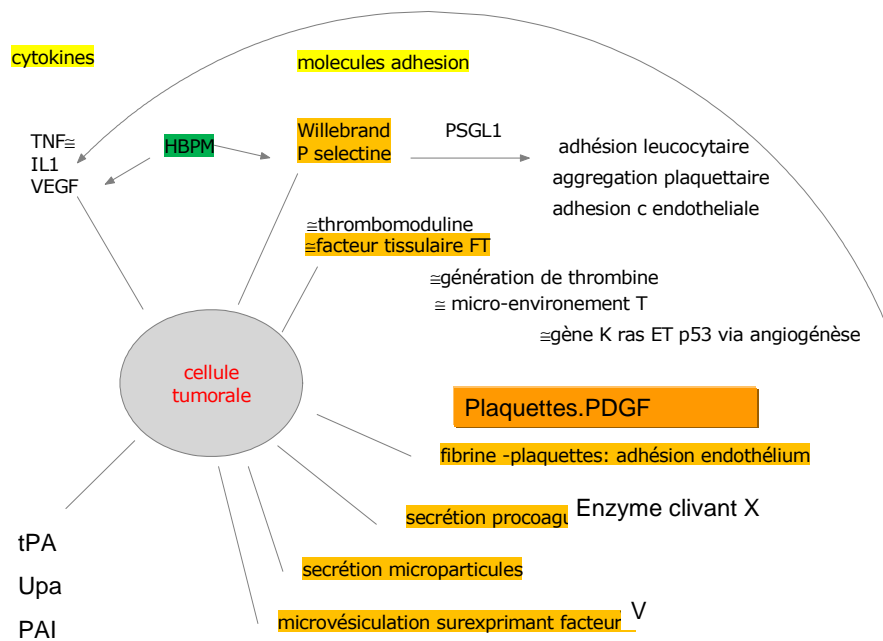 cytokines
molecules adhesion
TNF≅
IL1
VEGF
HBPM
Willebrand
P selectine
PSGL1
adhésion leucocytaire
aggregation plaquettaire
adhesion c endotheliale
≅thrombomoduline
≅facteur tissulaire FT
≅génération de thrombine
≅ micro-environement T
≅gène K ras ET p53 via angiogénèse
cellule
tumorale
Plaquettes.PDGF
fibrine -plaquettes: adhésion endothélium
secrétion procoagu
Enzyme clivant X
secrétion microparticules
microvésiculation surexprimant facteur
V
tPA
Upa
PAI